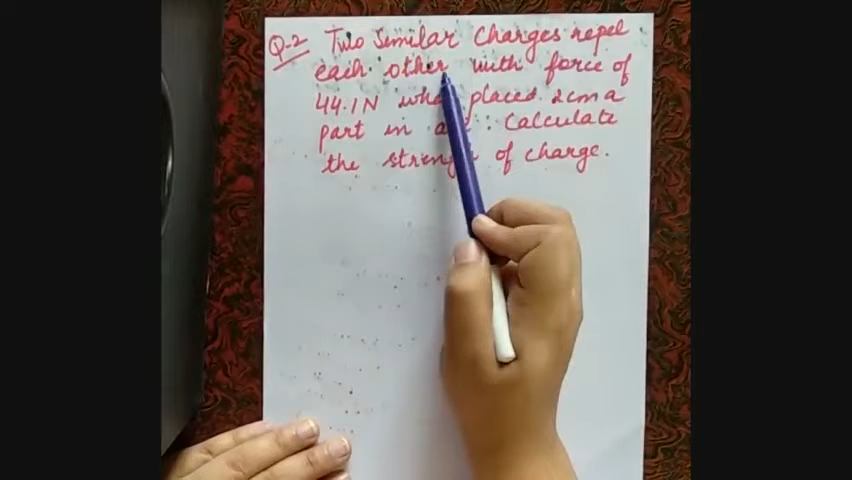 Q-2 Two Similar Charges repel
each other with force of
44.1N placed 2cm a
part in Calculate
the of charge.